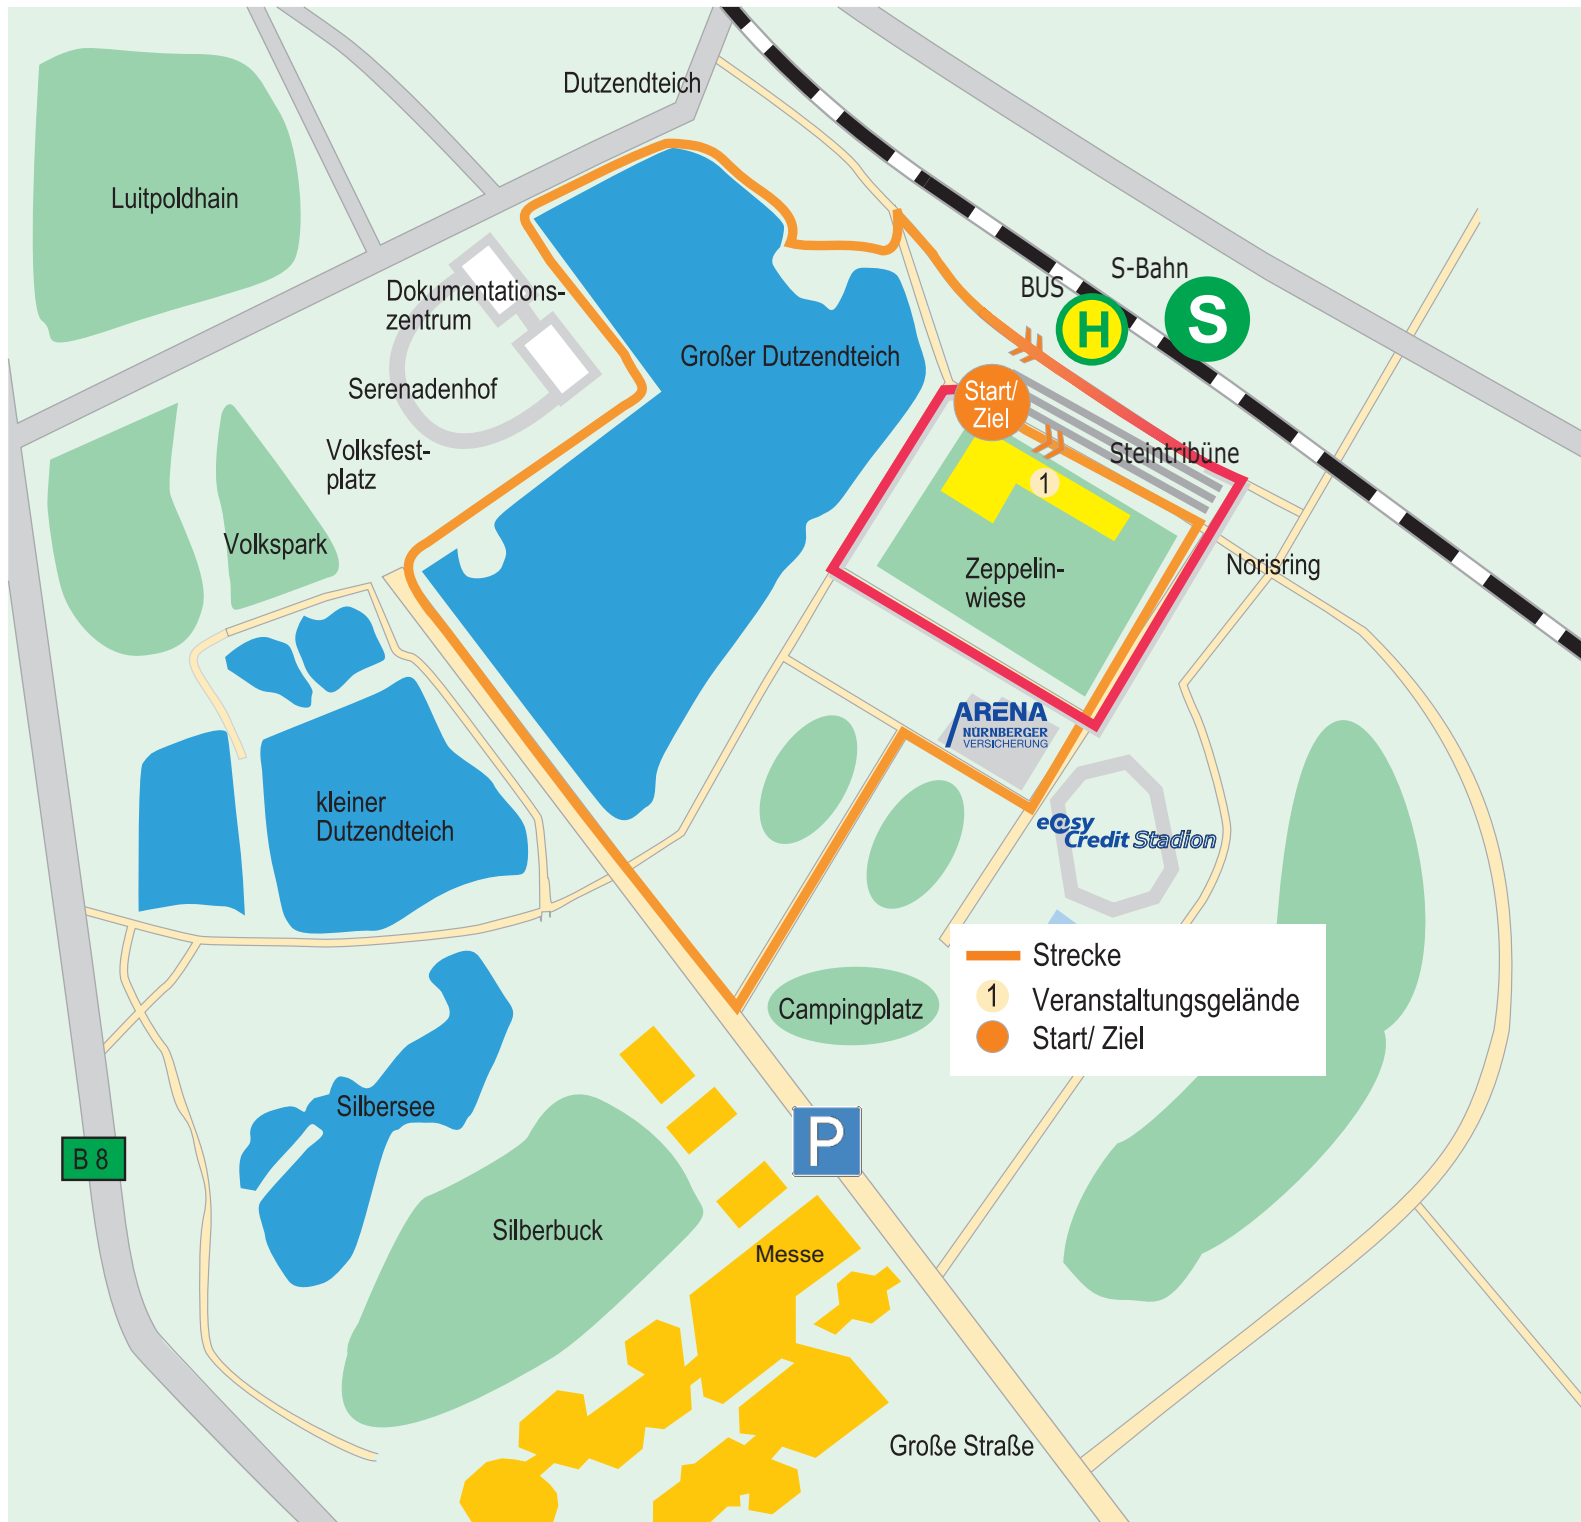 Dutzendteich
Luitpoldhain
S-Bahn
BUS
H
S
Dokumentations-
zentrum
Großer Dutzendteich
Serenadenhof
Start/
Ziel
Volksfest-
platz
Steintribüne
1
Volkspark
Zeppelin-
wiese
Norisring
ARENA
NÜRNBERGER
VERSICHERUNG
kleiner
Dutzendteich
e@sy
Credit Stadion
Strecke
1 Veranstaltungsgelände
Start/ Ziel
Campingplatz
Silbersee
P
B 8
Silberbuck
Messe
Große Straße